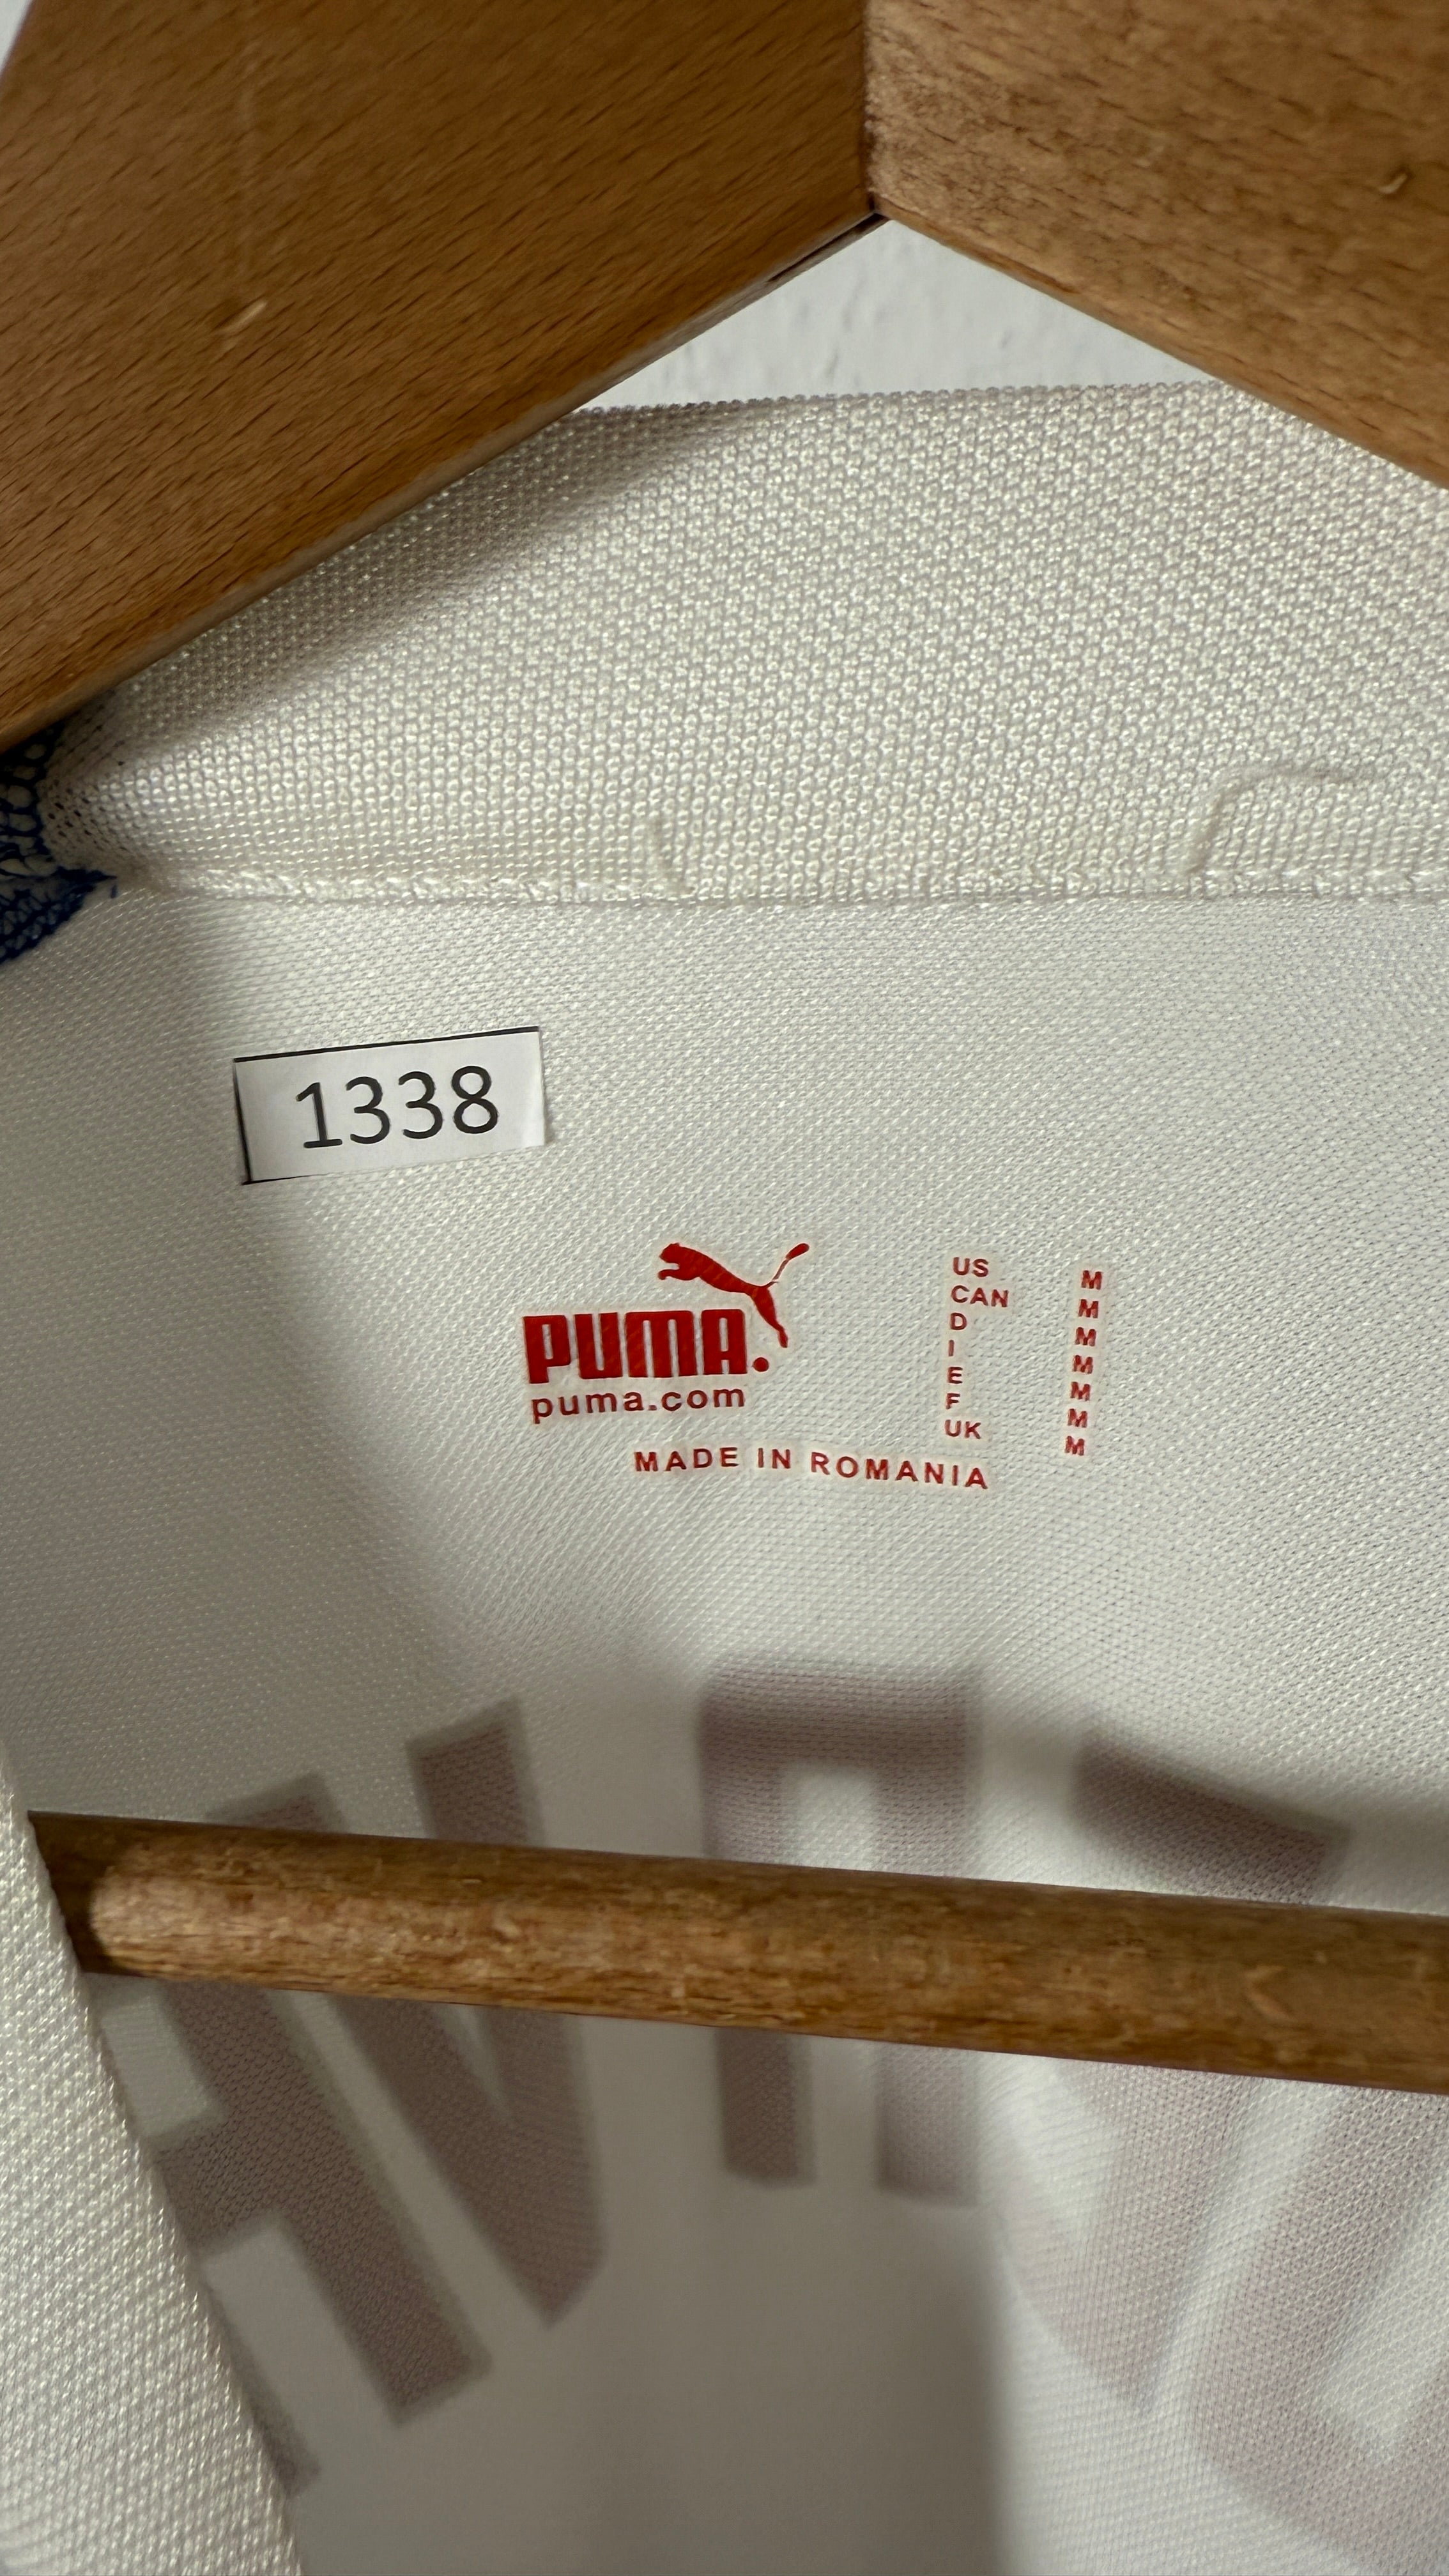 1338
PUMA.
puma.com
US M
CAN M
D M
I M
E M
F M
UK M
MADE IN ROMANIA